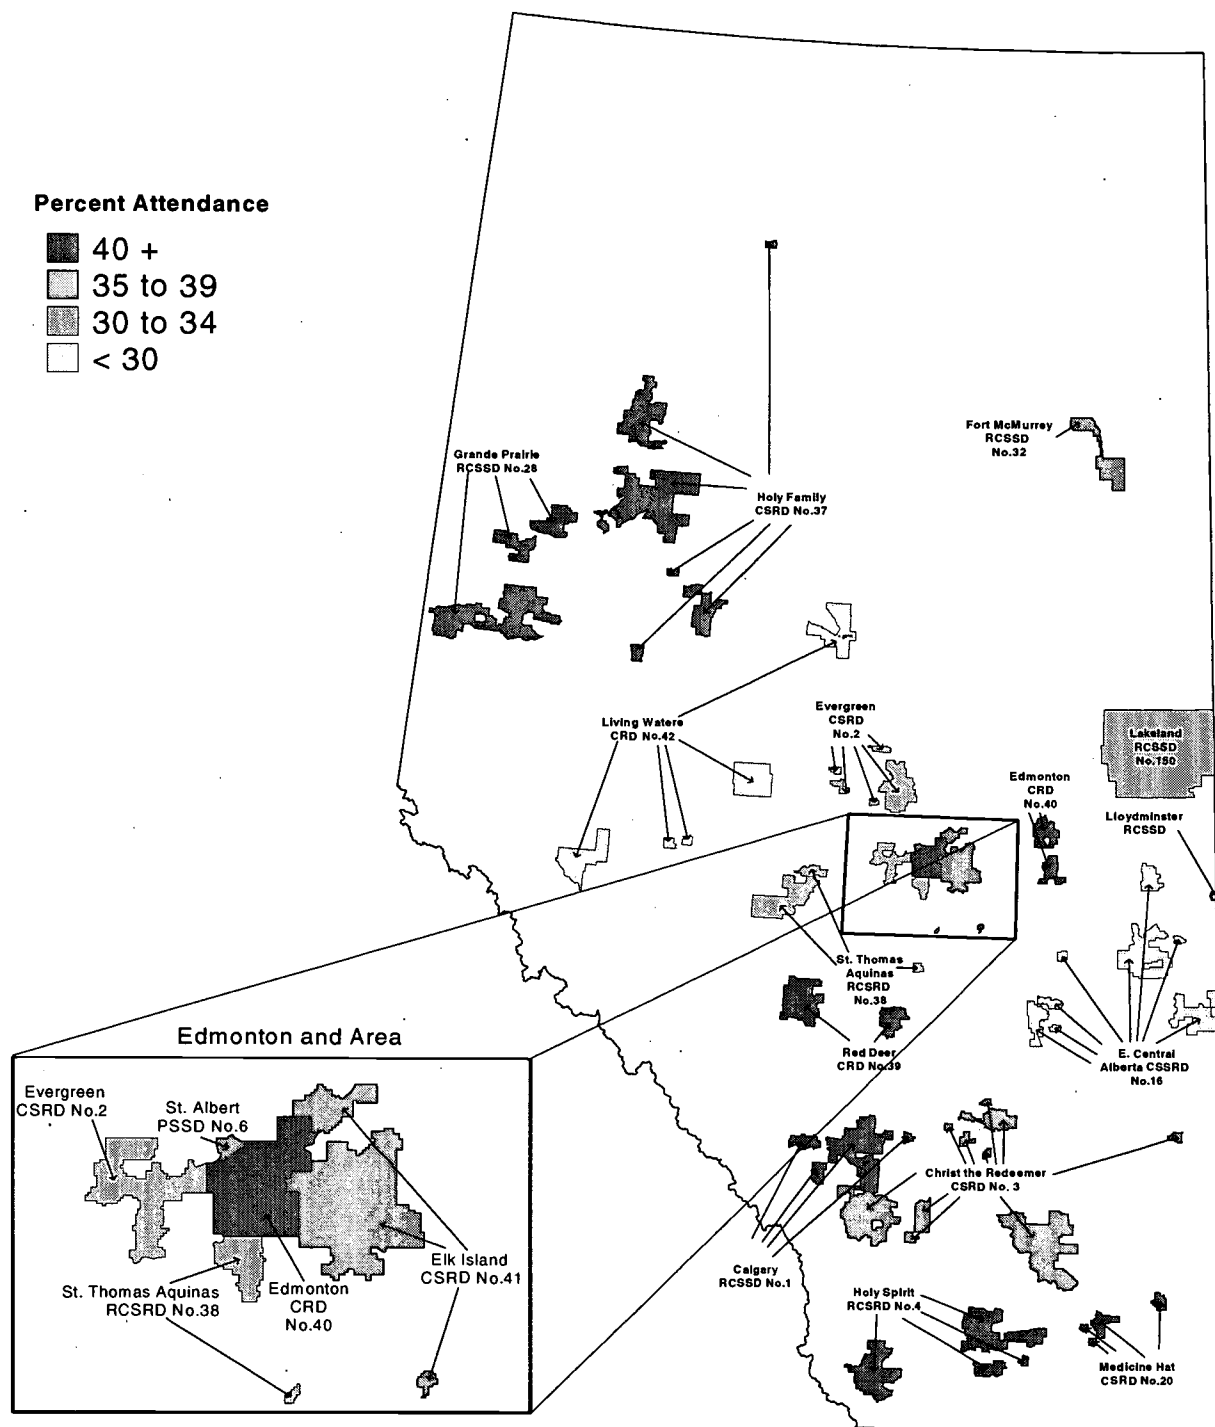 Percent Attendance
40 +
35 to 39
30 to 34
< 30
Fort McMurrey
RCSSD
No.32
Grande Prairie
RCSSD No.28
Holy Family
CSRD No.37
Living Watere
CRD No.42
Evergreen
CSRD
No.2
Lakeland
RCSSD
No.150
Edmonton
CRD
No.40
Lloydminster
RCSSD
St. Thomas
Aquinas
RCSRD
No.38
Red Deer
CRD No.39
E. Central
Alberta CSSRD
No.16
Edmonton and Area
Evergreen
CSRD No.2
St. Albert
PSSD No.6
Elk Island
CSRD No.41
St. Thomas Aquinas
RCSRD No.38
Edmonton
CRD
No.40
Christ the Redeemer
CSRD No. 3
Calgary
RCSSD No.1
Holy Spirit
RCSRD No.4
Medicine Hat
CSRD No.20